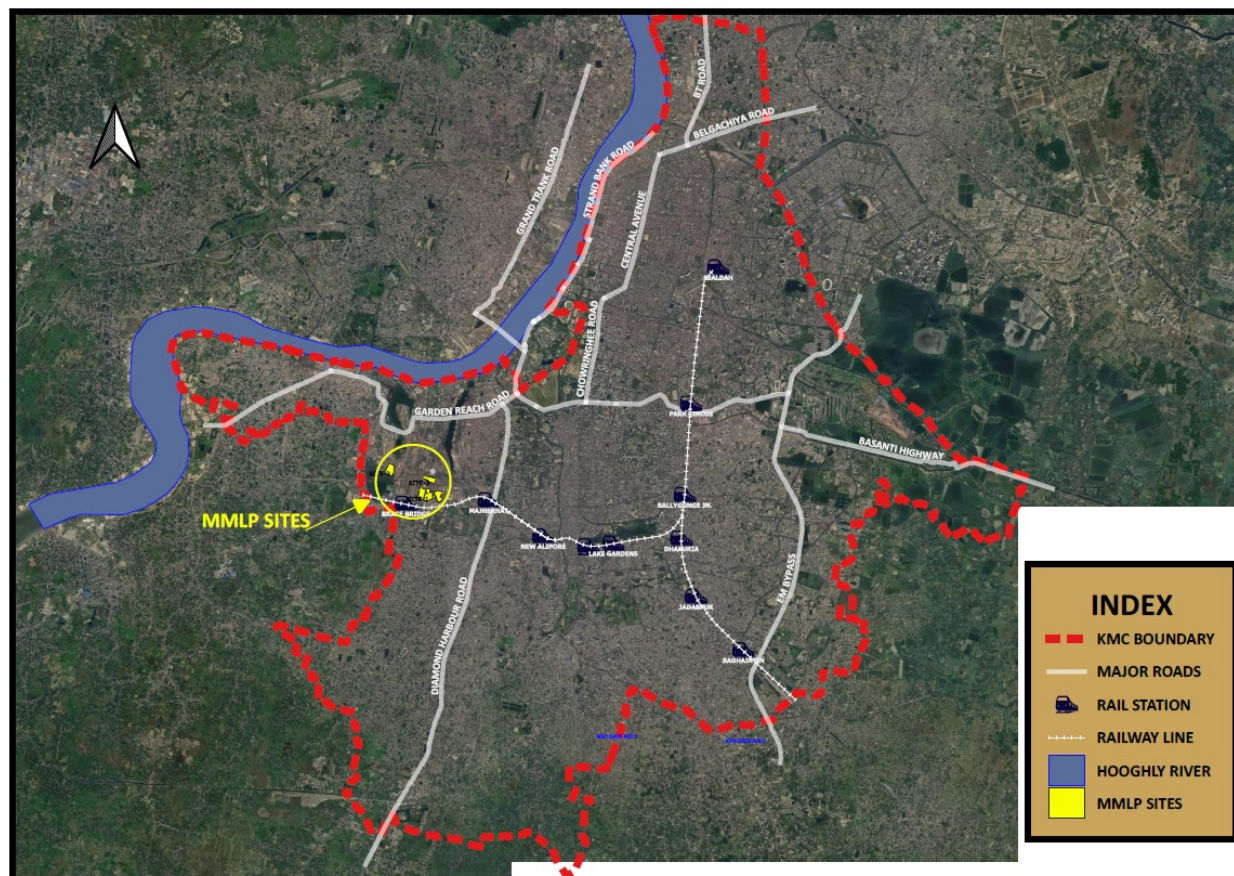 BT ROAD
BELGACHIYA ROAD
GRAND TRANK ROAD
STRAND BANK ROAD
CENTRAL AVENUE
SEALDAH
CHOWRINGHEE ROAD
GARDEN REACH ROAD
PARK CIRCUS
BASANTI HIGHWAY
MMLP SITES
BRACE BRIDGE
MAJHERHAT
BALLYGUNGE JN.
NEW ALIPORE
LAKE GARDENS
DHAKURIA
EM BYPASS
JADABPUR
DIAMOND HARBOUR ROAD
BAGHAJATIN
INDEX
KMC BOUNDARY
MAJOR ROADS
RAIL STATION
RAILWAY LINE
HOOGHLY RIVER
MMLP SITES